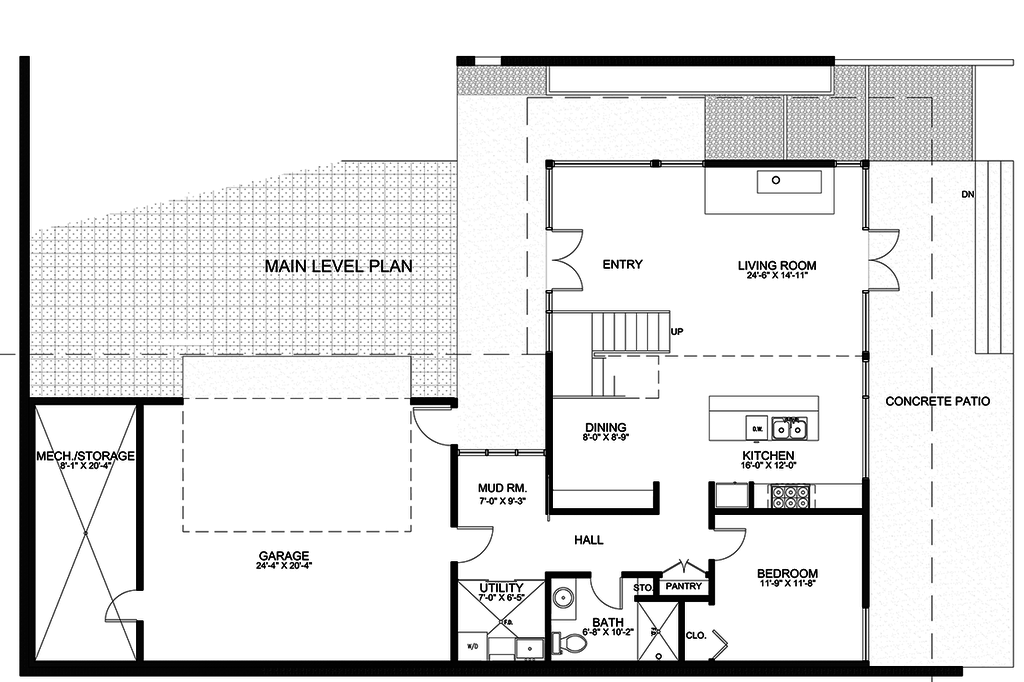 DN
MAIN LEVEL PLAN
ENTRY
LIVING ROOM
24'-6" X 14'-11"
UP
CONCRETE PATIO
DINING
8'-0" X 8'-9"
D.W.
KITCHEN
16'-0" X 12'-0"
MECH./STORAGE
8'-1" X 20'-4"
MUD RM.
7'-0" X 9'-3"
HALL
GARAGE
24'-4" X 20'-4"
BEDROOM
11'-9" X 11'-8"
UTILITY
7'-0" X 6'-5"
STO.
PANTRY
F.D.
BATH
6'-8" X 10'-2"
F.D.
CLO.
W/D